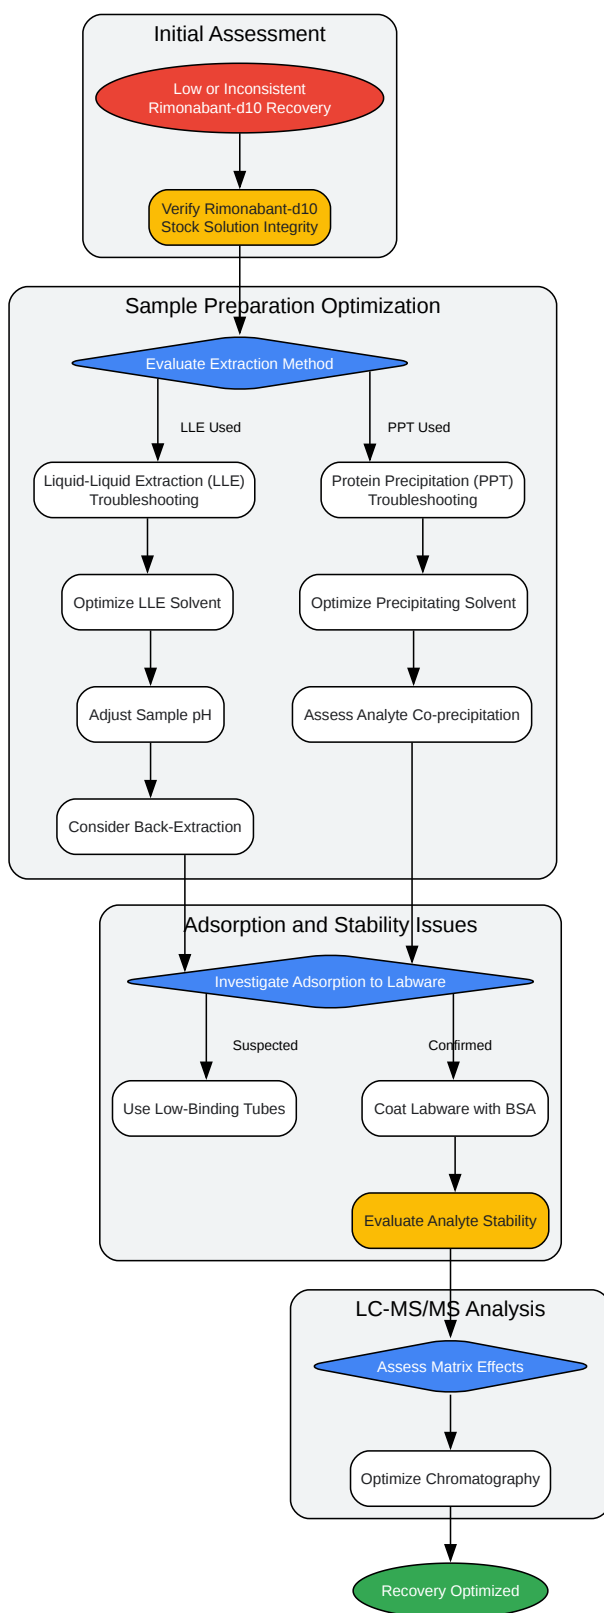 Initial Assessment
Low or Inconsistent
Rimonabant-d10 Recovery
Verify Rimonabant-d10
Stock Solution Integrity
Sample Preparation Optimization
Evaluate Extraction Method
LLE Used
PPT Used
Liquid-Liquid Extraction (LLE)
Troubleshooting
Protein Precipitation (PPT)
Troubleshooting
Optimize LLE Solvent
Optimize Precipitating Solvent
Adjust Sample pH
Assess Analyte Co-precipitation
Consider Back-Extraction
Adsorption and Stability Issues
Investigate Adsorption to Labware
Suspected
Confirmed
Use Low-Binding Tubes
Coat Labware with BSA
Evaluate Analyte Stability
LC-MS/MS Analysis
Assess Matrix Effects
Optimize Chromatography
Recovery Optimized